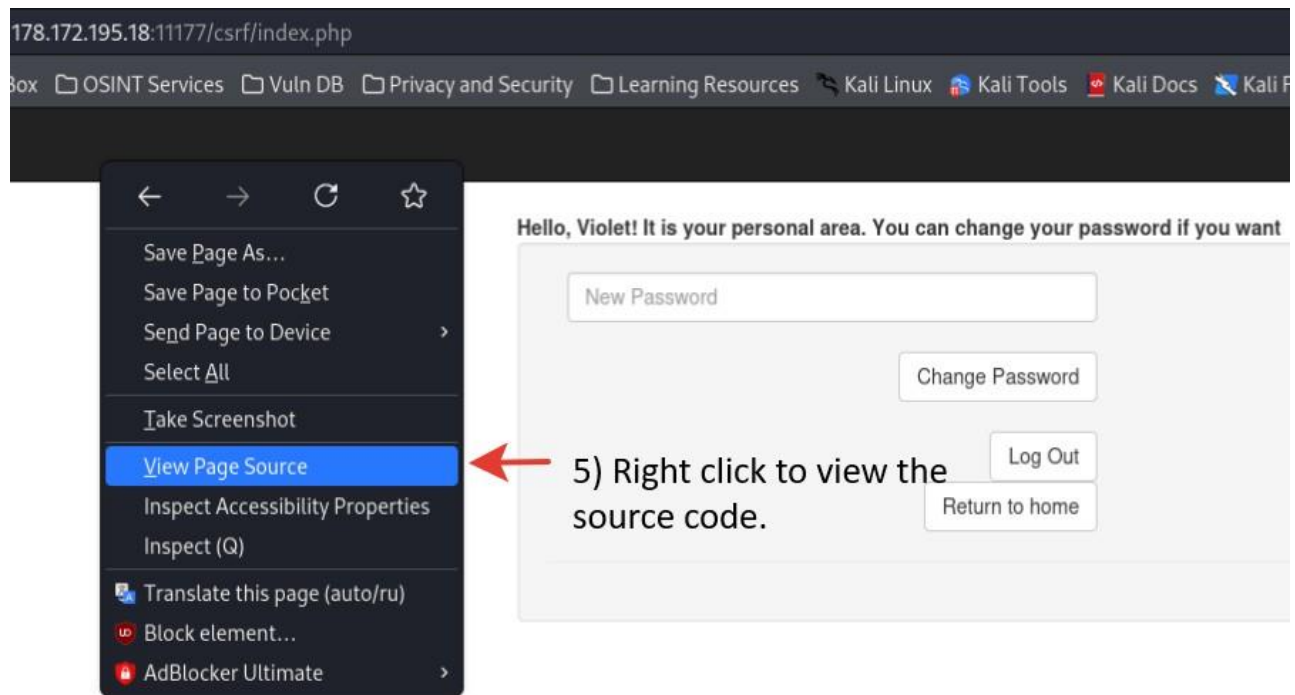 178.172.195.18:11177/csrf/index.php
Box OSINT Services Vuln DB Privacy and Security Learning Resources Kali Linux Kali Tools Kali Docs Kali F
Hello, Violet! It is your personal area. You can change your password if you want
Save Page As...
Save Page to Pocket
Send Page to Device
Select All
Take Screenshot
View Page Source
Inspect Accessibility Properties
Inspect (Q)
Translate this page (auto/ru)
Block element...
AdBlocker Ultimate
New Password
Change Password
Log Out
Return to home
5) Right click to view the
source code.